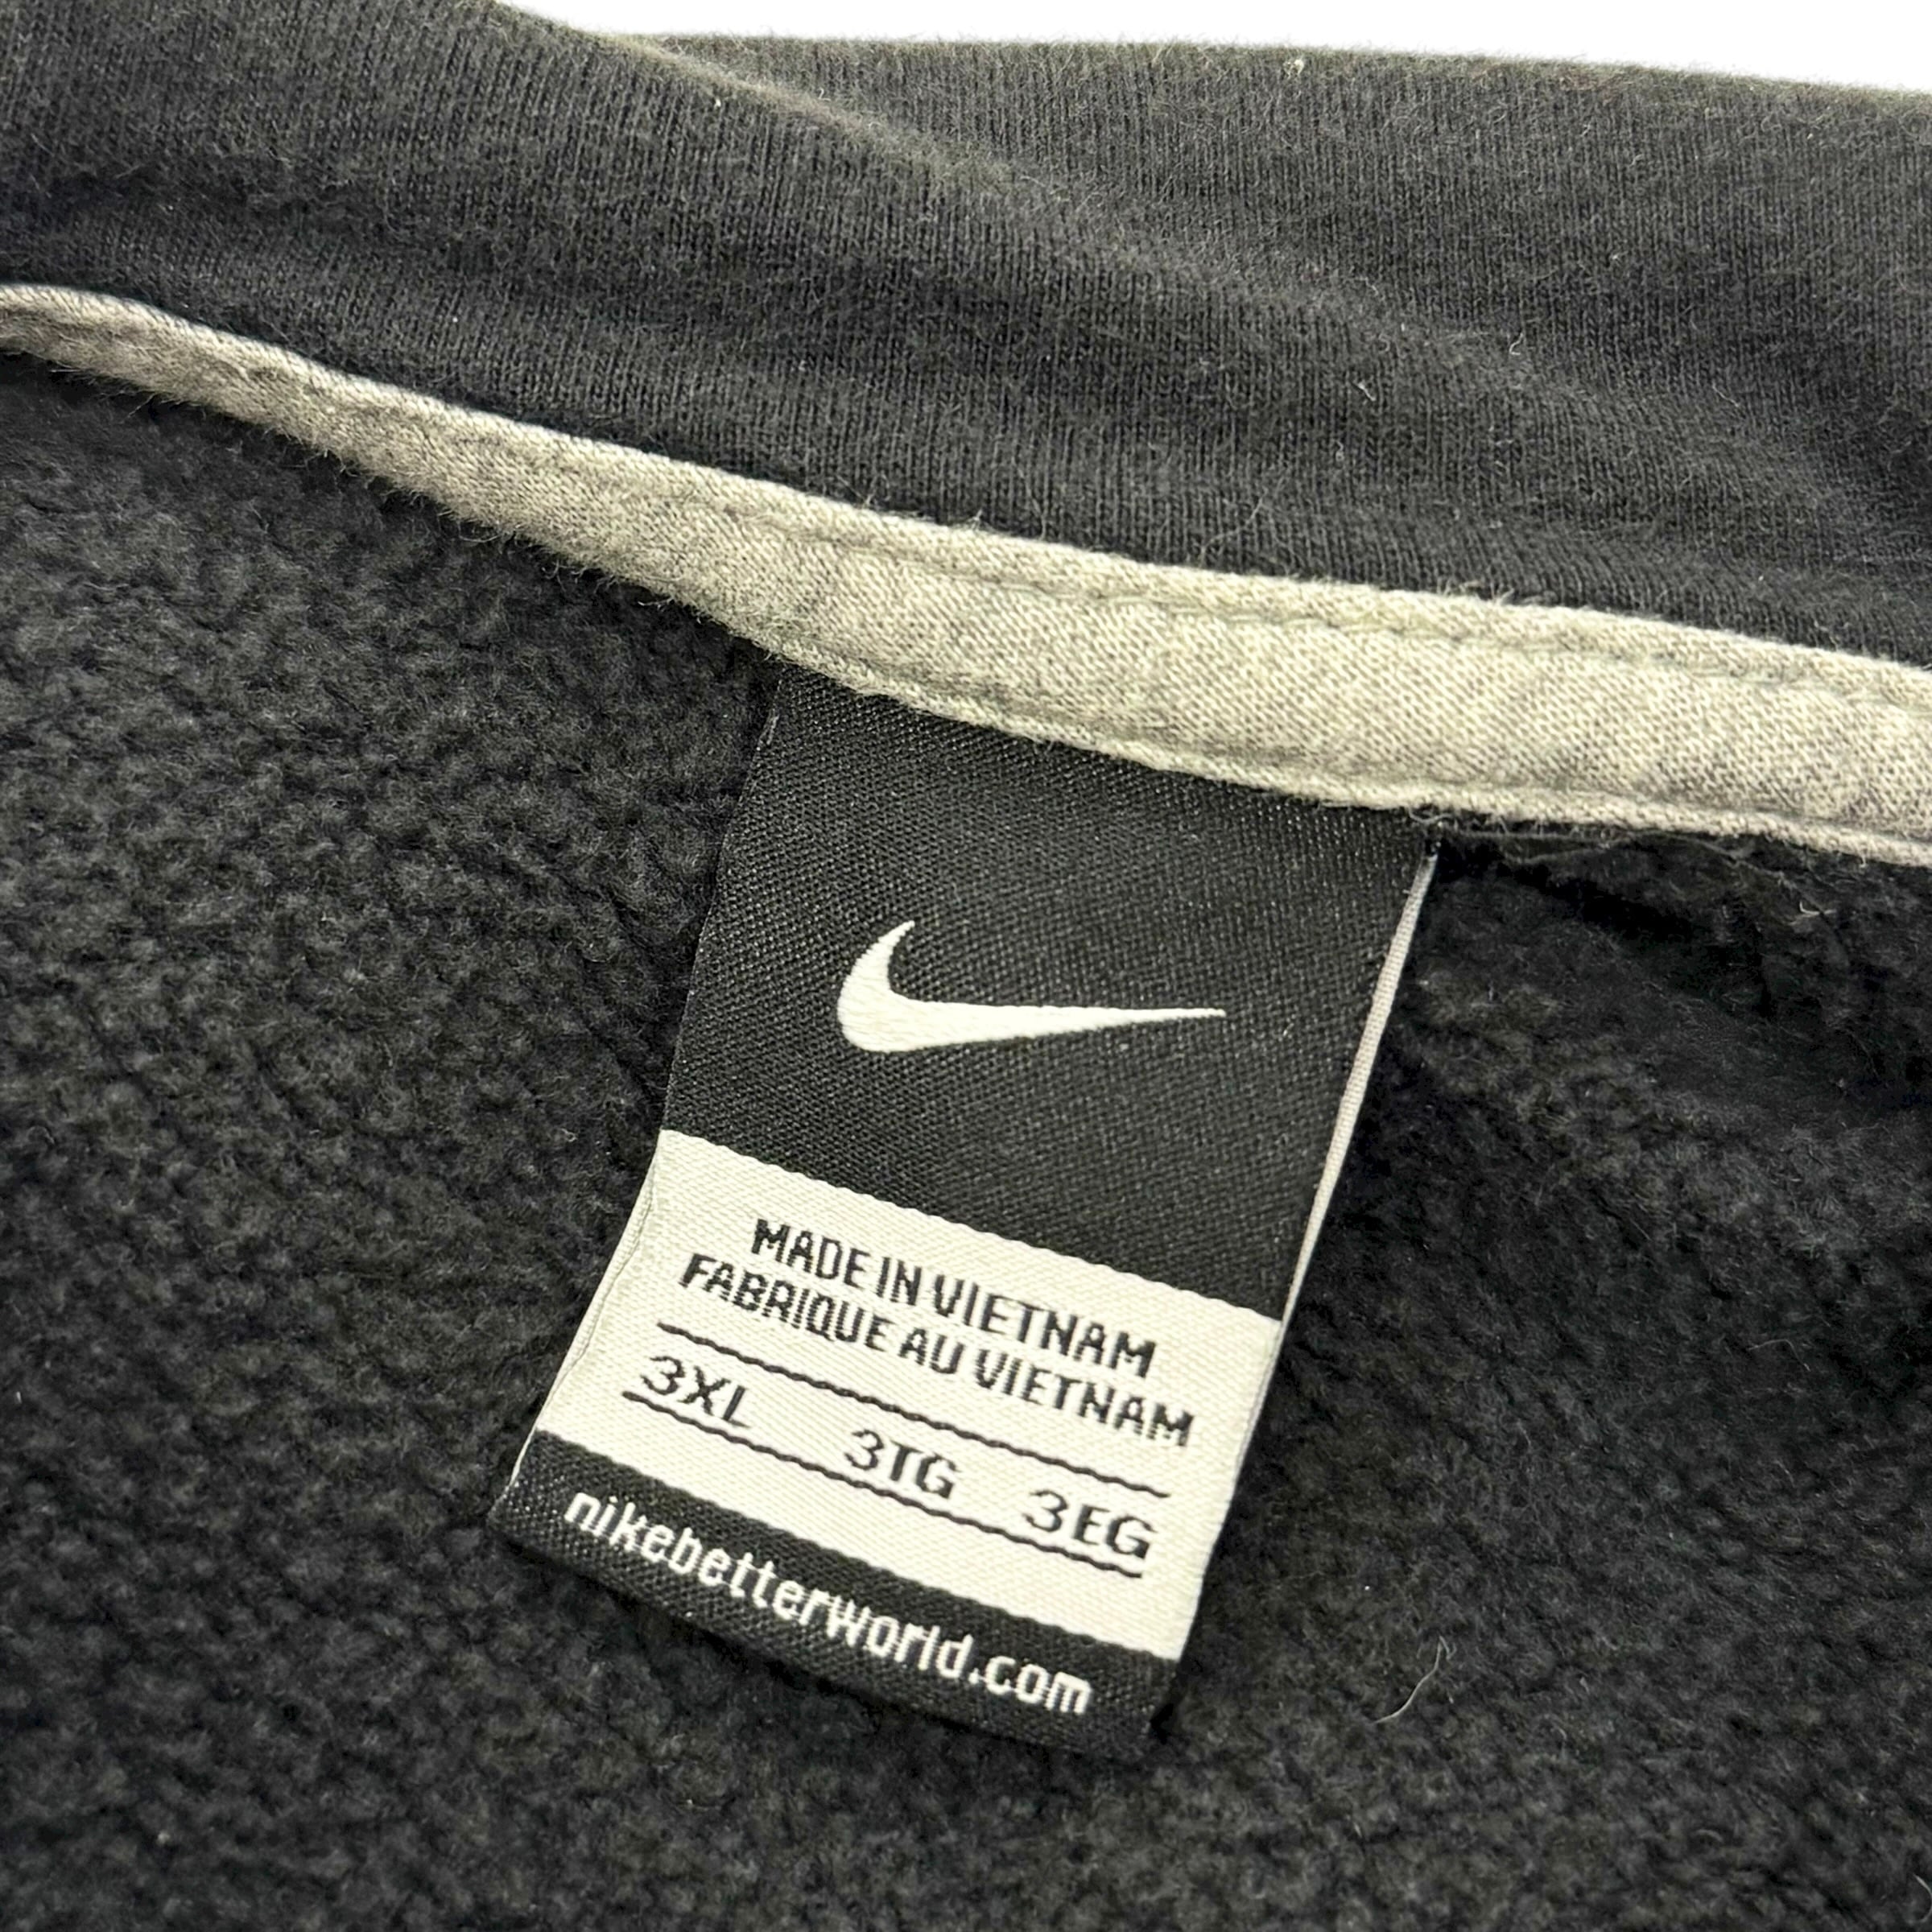 MADE IN VIETNAM
FABRIQUE AU VIETNAM
3XL 3TG 3EG
nikebetterworld.com